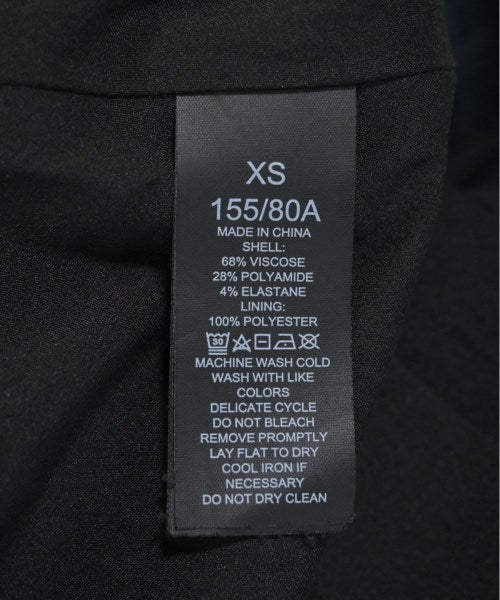 XS
155/80A
MADE IN CHINA
SHELL:
68% VISCOSE
28% POLYAMIDE
4% ELASTANE
LINING:
100% POLYESTER
30
MACHINE WASH COLD
WASH WITH LIKE
COLORS
DELICATE CYCLE
DO NOT BLEACH
REMOVE PROMPTLY
LAY FLAT TO DRY
COOL IRON IF
NECESSARY
DO NOT DRY CLEAN